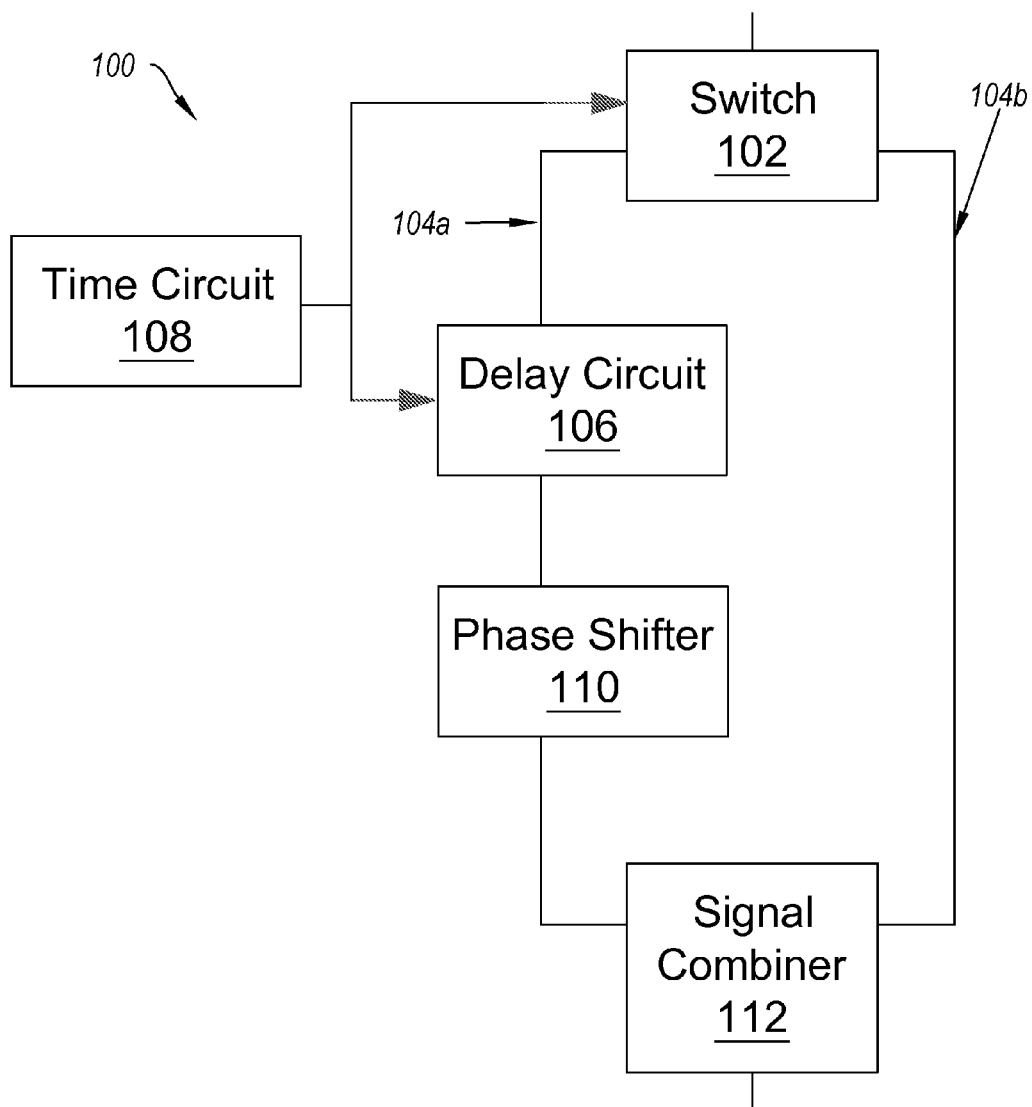 100
Switch
102
104b
104a
Time Circuit
108
Delay Circuit
106
Phase Shifter
110
Signal
Combiner
112